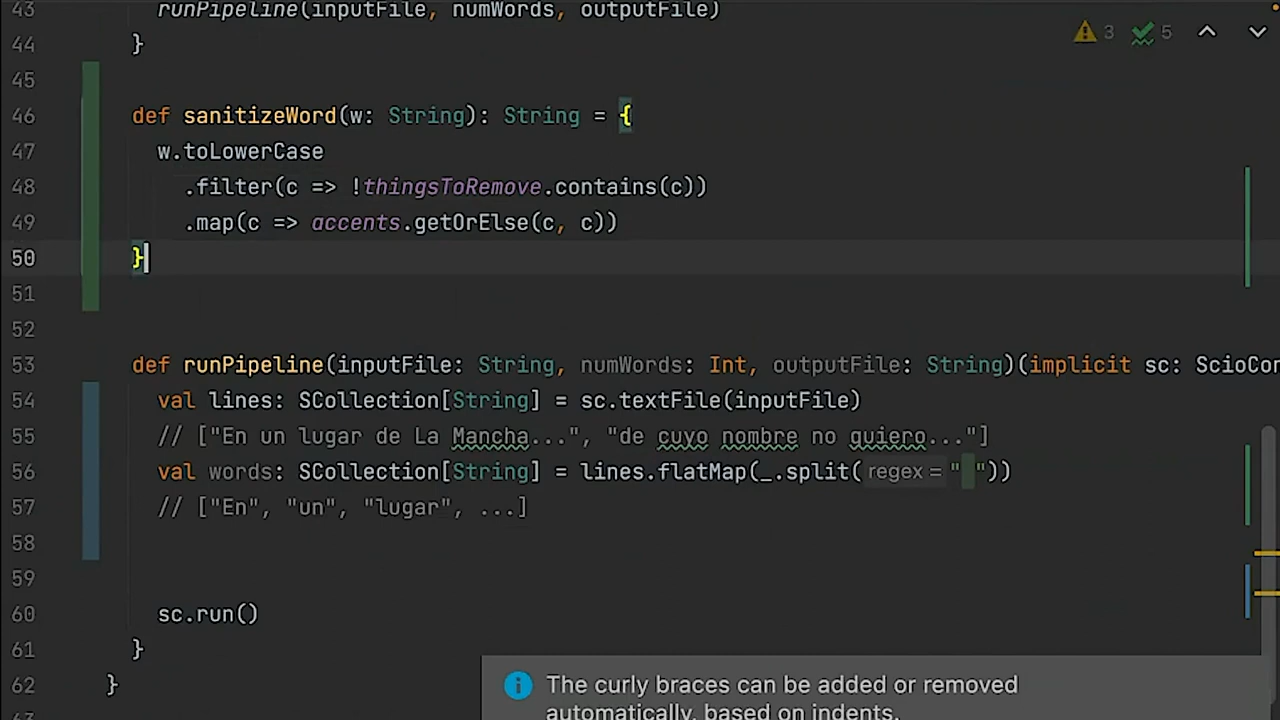 43 runPipeline(inputFile, numWords, outputFile)
44 }
3 5
45
46 def sanitizeWord(w: String): String = {
47 w.toLowerCase
48 .filter(c => !thingsToRemove.contains(c))
49 .map(c => accents.getOrElse(c, c))
50 }
51
52
53 def runPipeline(inputFile: String, numWords: Int, outputFile: String)(implicit sc: ScioCon
54 val lines: SCollection[String] = sc.textFile(inputFile)
55 // ["En un lugar de La Mancha...", "de cuyo nombre no quiero..."]
56 val words: SCollection[String] = lines.flatMap(_.split( regex = " "))
57 // ["En", "un", "lugar", ...]
58
59
60 sc.run()
61 }
62 }
63
The curly braces can be added or removed
automatically, based on indents.